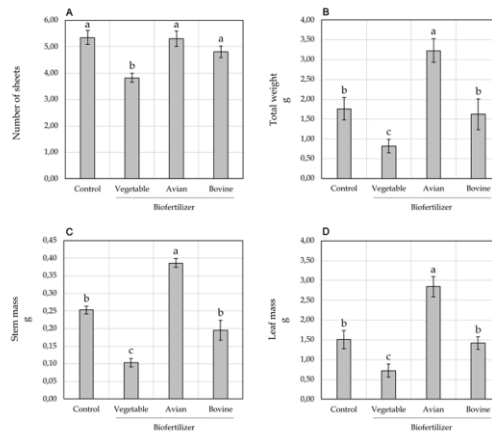 A
6,00
5,00
4,00
3,00
2,00
1,00
0,00
Number of sheets
a
b
a
a
Control Vegetable Avian Bovine
Biofertilizer
B
4,00
3,50
3,00
2,50
2,00
1,50
1,00
0,50
0,00
Total weight
g
b
c
a
b
Control Vegetable Avian Bovine
Biofertilizer
C
0,45
0,40
0,35
0,30
0,25
0,20
0,15
0,10
0,05
0,00
Stem mass
g
b
c
a
b
Control Vegetable Avian Bovine
Biofertilizer
D
3,50
3,00
2,50
2,00
1,50
1,00
0,50
0,00
Leaf mass
g
b
c
a
b
Control Vegetable Avian Bovine
Biofertilizer